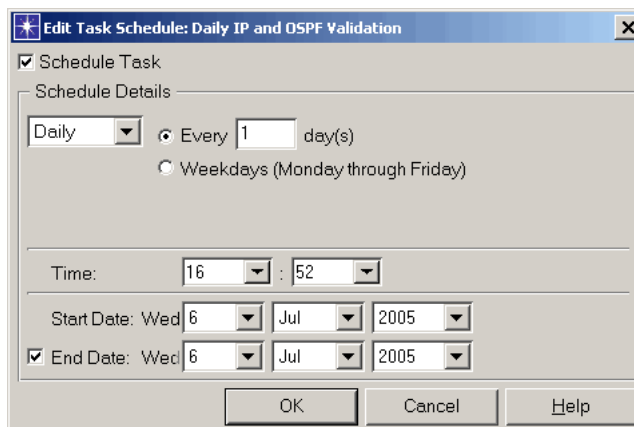 Edit Task Schedule: Daily IP and OSPF Validation
Schedule Task
Schedule Details
Daily Every 1 day(s)
Weekdays (Monday through Friday)
Time: 16 : 52
Start Date: Wed 6 Jul 2005
End Date: Wed 6 Jul 2005
OK Cancel Help